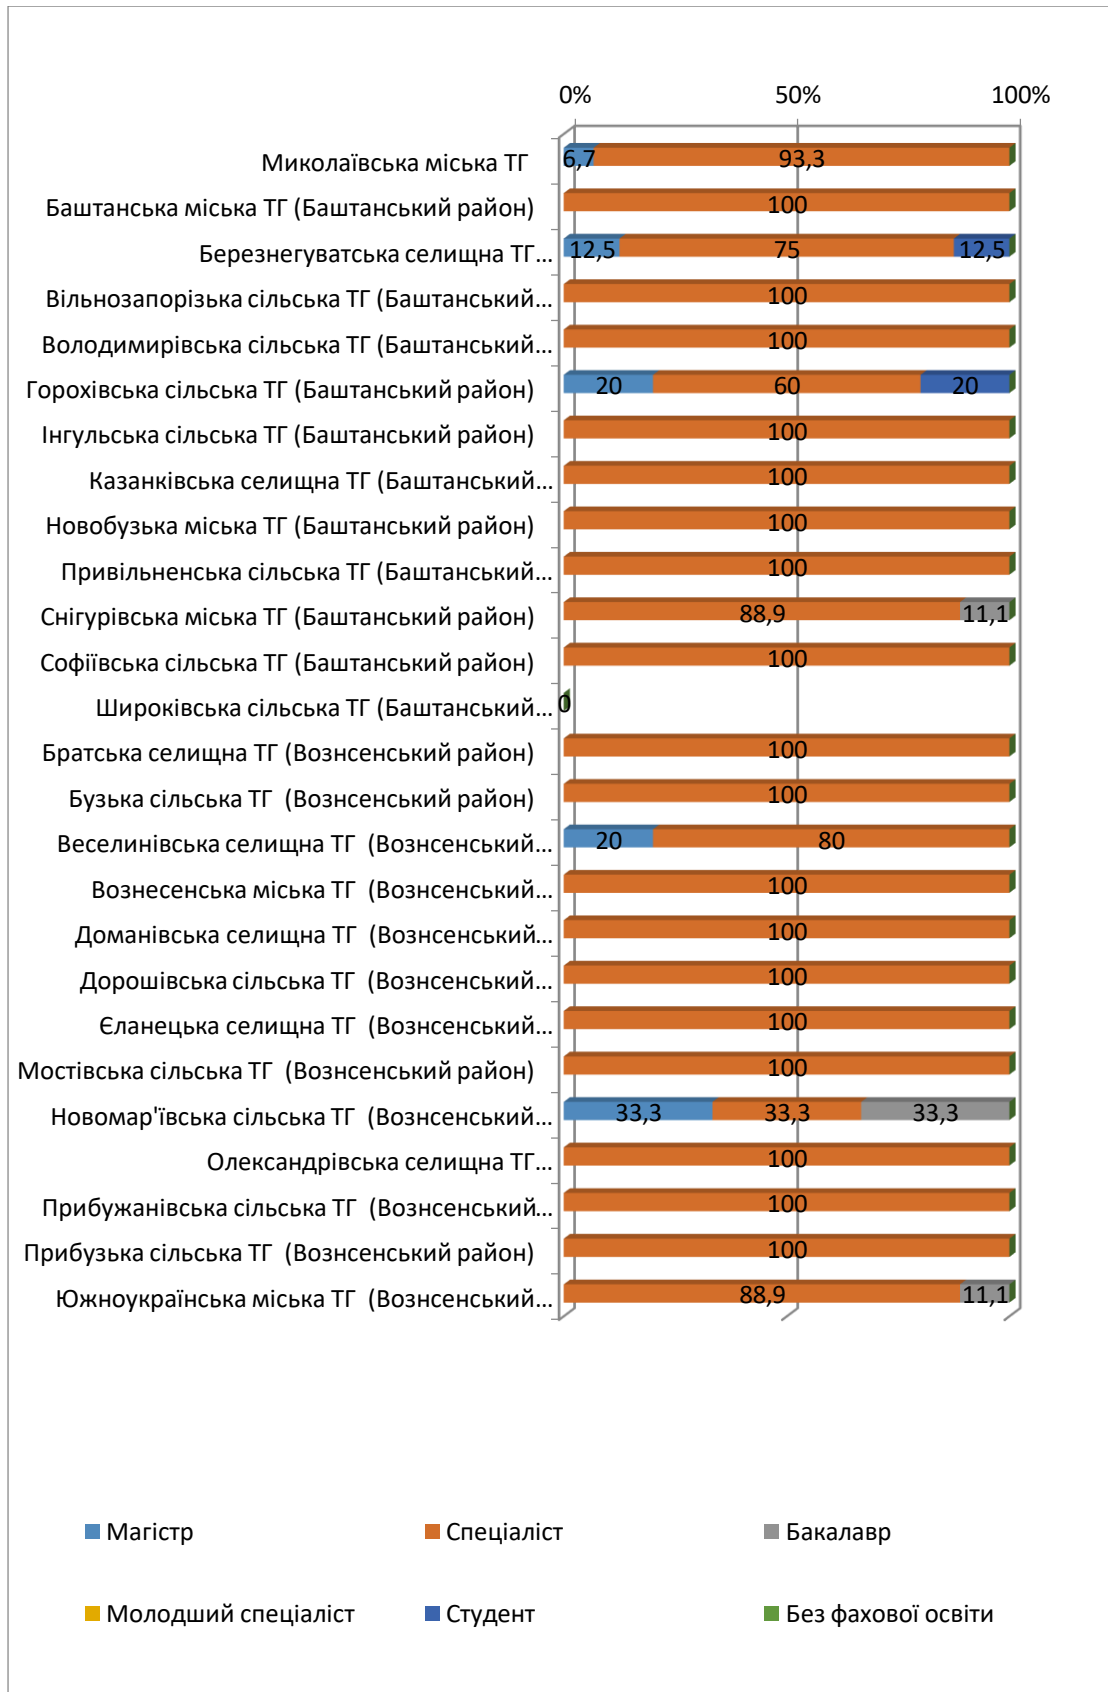 0% 50% 100%
Миколаївська міська ТГ 6,7 93,3
Баштанська міська ТГ (Баштанський район) 100
Березнегуватська селищна ТГ... 12,5 75 12,5
Вільнозапорізька сільська ТГ (Баштанський... 100
Володимирівська сільська ТГ (Баштанський... 100
Горохівська сільська ТГ (Баштанський район) 20 60 20
Інгульська сільська ТГ (Баштанський район) 100
Казанківська селищна ТГ (Баштанський... 100
Новобузька міська ТГ (Баштанський район) 100
Привільненська сільська ТГ (Баштанський... 100
Снігурівська міська ТГ (Баштанський район) 88,9 11,1
Софіївська сільська ТГ (Баштанський район) 100
Широківська сільська ТГ (Баштанський... 0
Братська селищна ТГ (Вознсенський район) 100
Бузька сільська ТГ (Вознсенський район) 100
Веселинівська селищна ТГ (Вознсенський... 20 80
Вознесенська міська ТГ (Вознсенський... 100
Доманівська селищна ТГ (Вознсенський... 100
Дорошівська сільська ТГ (Вознсенський... 100
Єланецька селищна ТГ (Вознсенський... 100
Мостівська сільська ТГ (Вознсенський район) 100
Новомар'ївська сільська ТГ (Вознсенський... 33,3 33,3 33,3
Олександрівська селищна ТГ... 100
Прибужанівська сільська ТГ (Вознсенський... 100
Прибузька сільська ТГ (Вознсенський район) 100
Южноукраїнська міська ТГ (Вознсенський... 88,9 11,1
Магістр Спеціаліст Бакалавр
Молодший спеціаліст Студент Без фахової освіти